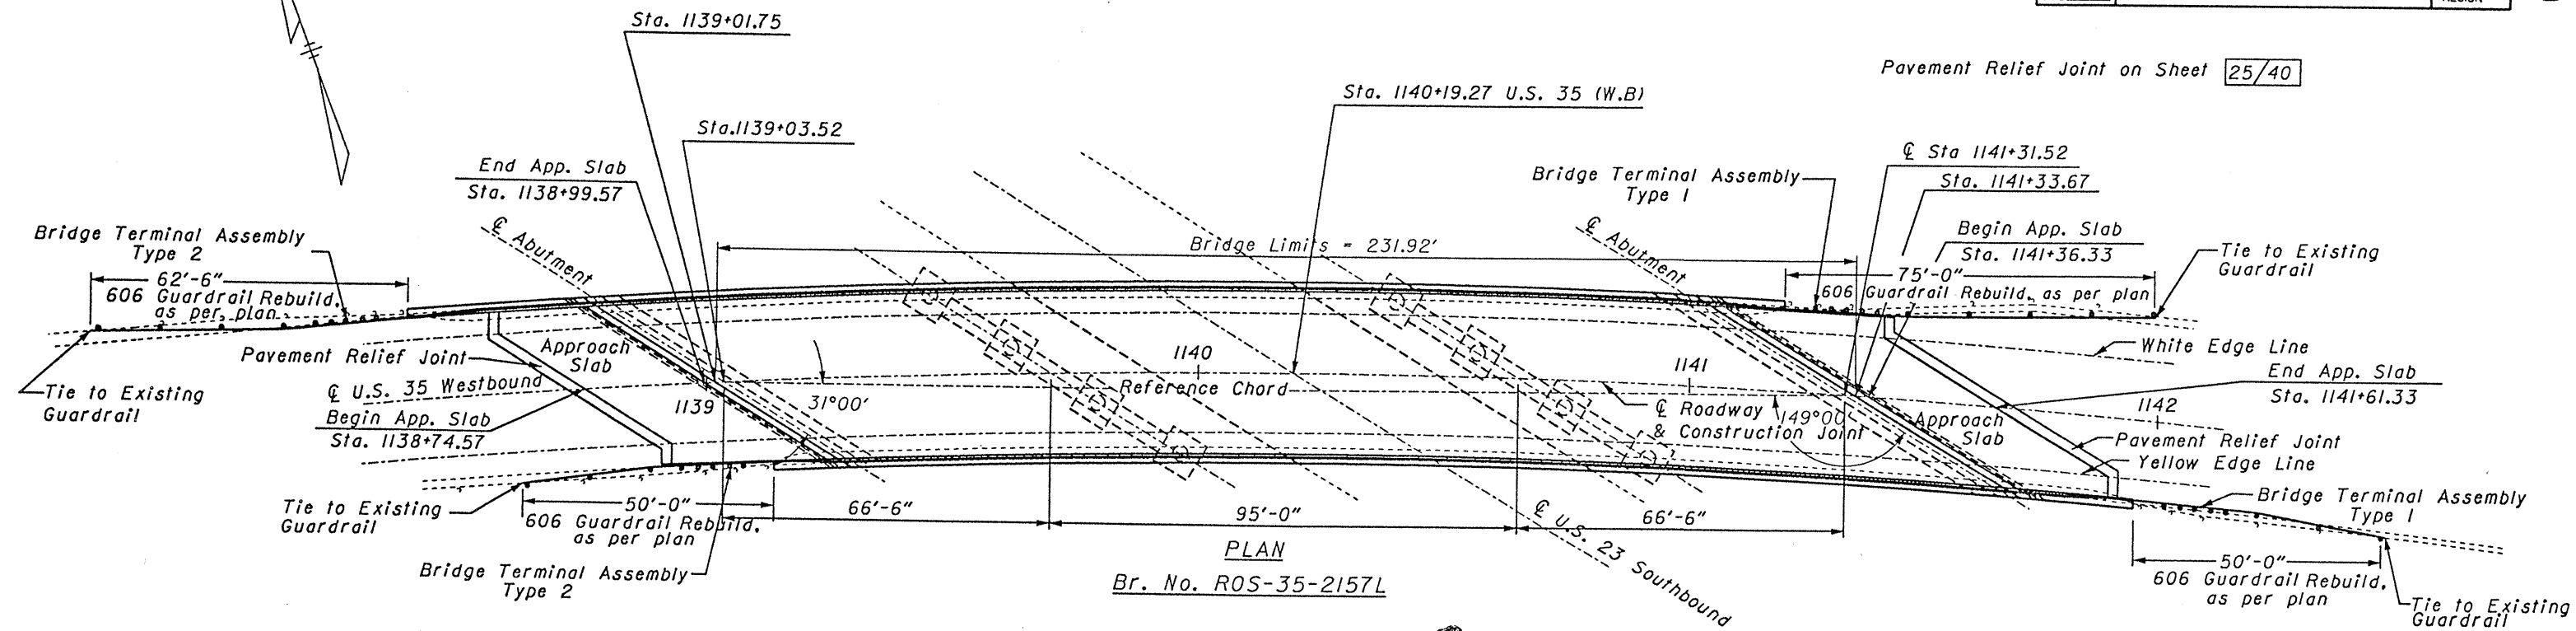 Sta. 1139+01.75
Pavement Relief Joint on Sheet 25/40
Sta. 1140+19.27 U.S. 35 (W.B)
Sta.1139+03.52
End App. Slab
Sta. 1138+99.57
℄ Sta 1141+31.52
Sta. 1141+33.67
Bridge Terminal Assembly
Type 1
Begin App. Slab
Sta. 1141+36.33
Bridge Terminal Assembly
Type 2
℄ Abutment
Bridge Limits = 231.92'
℄ Abutment
Tie to Existing
Guardrail
62'-6"
606 Guardrail Rebuild,
as per plan
75'-0"
606 Guardrail Rebuild, as per plan
White Edge Line
Pavement Relief Joint
Approach
Slab
1140
Reference Chord
1141
End App. Slab
Sta. 1141+61.33
Tie to Existing
Guardrail
℄ U.S. 35 Westbound
Begin App. Slab
Sta. 1138+74.57
1139
31°00'
℄ Roadway
& Construction Joint
149°00'
Approach
Slab
1142
Pavement Relief Joint
Yellow Edge Line
Tie to Existing
Guardrail
50'-0"
606 Guardrail Rebuild,
as per plan
66'-6"
95'-0"
66'-6"
℄ U.S. 23 Southbound
Bridge Terminal Assembly
Type 1
Bridge Terminal Assembly
Type 2
50'-0"
606 Guardrail Rebuild,
as per plan
Tie to Existing
Guardrail
PLAN
Br. No. ROS-35-2157L